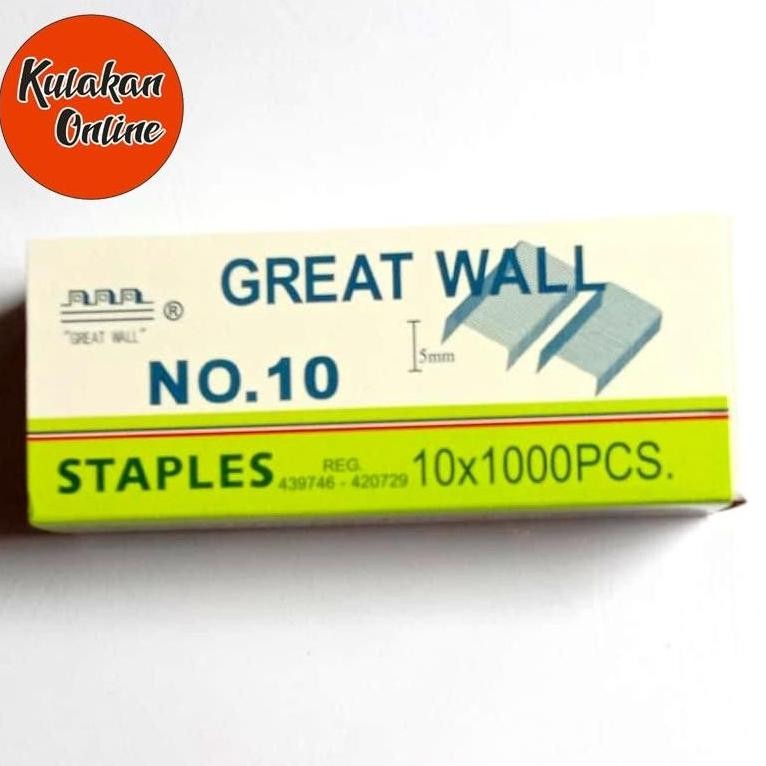 Kulakan
Online
GREAT WALL
®
"GREAT WALL"
5mm
NO.10
STAPLES
REG.
439746 - 420729
10x1000PCS.